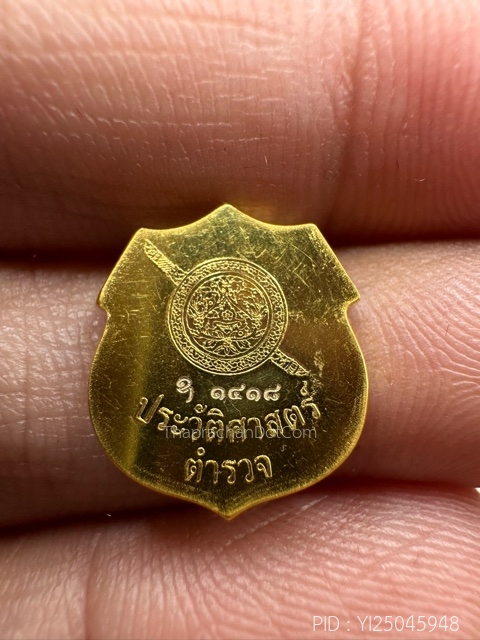 ๑๔๑๘
ประวัติศาสตร์
ThaprachanDotCom
ตำรวจ
PID : YI25045948